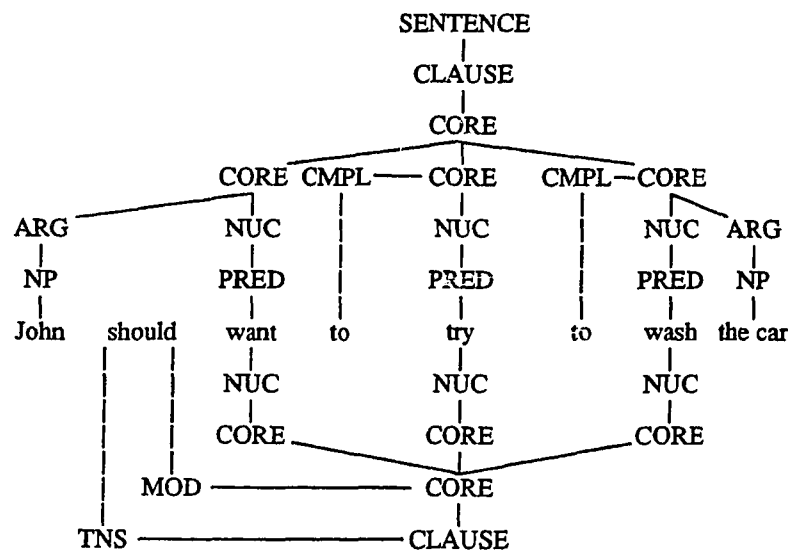 SENTENCE
CLAUSE
CORE
CORE CMPL CORE CMPL CORE
ARG NUC NUC NUC ARG
NP PRED PRED PRED NP
John should want to try to wash the car
NUC NUC NUC
CORE CORE CORE
MOD CORE
TNS CLAUSE